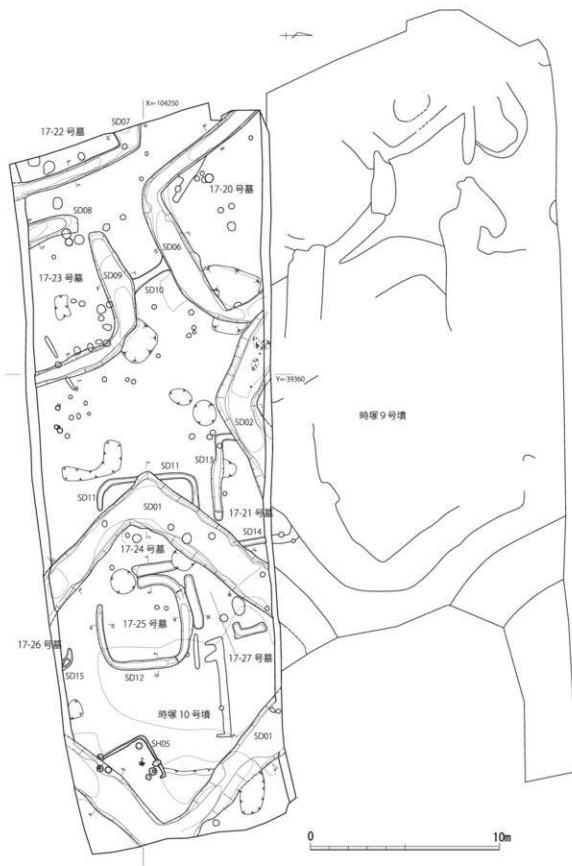 X=-104250
SD07
17-22 号墓
17-20 号墓
SD08
SD06
17-23 号墓
SD09
SD10
Y=-39360
時塚 9 号墳
SD02
SD13
SD11
SD11
SD01
17-21 号墓
SD14
17-24 号墓
17-25 号墓
17-26 号墓
17-27 号墓
SD15
SD12
時塚 10 号墳
SD01
SH05
0
10m